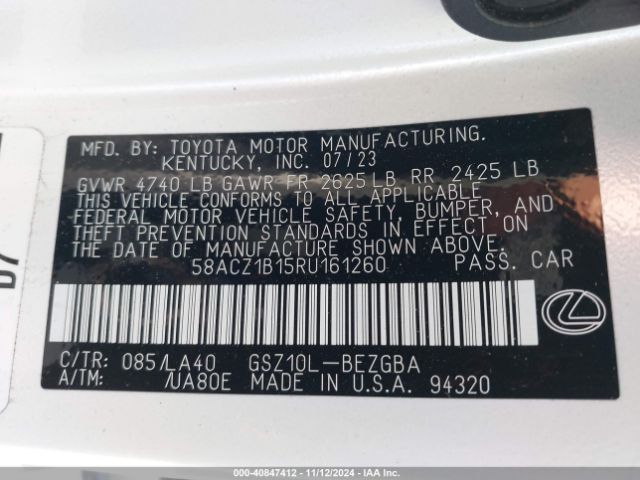 MFD. BY: TOYOTA MOTOR MANUFACTURING.
KENTUCKY, INC. 07/23
GVWR 4740 LB GAWR-FR 2625 LB RR 2425 LB
THIS VEHICLE CONFORMS TO ALL APPLICABLE
FEDERAL MOTOR VEHICLE SAFETY, BUMPER, AND
THEFT PREVENTION STANDARDS IN EFFECT ON
THE DATE OF MANUFACTURE SHOWN ABOVE.
58ACZ1B15RU161260 PASS. CAR
C/TR: 085/LA40 GSZ10L-BEZGBA
A/TM: /UA80E MADE IN U.S.A. 94320
000-40847412 - 11/12/2024 - IAAI.COM